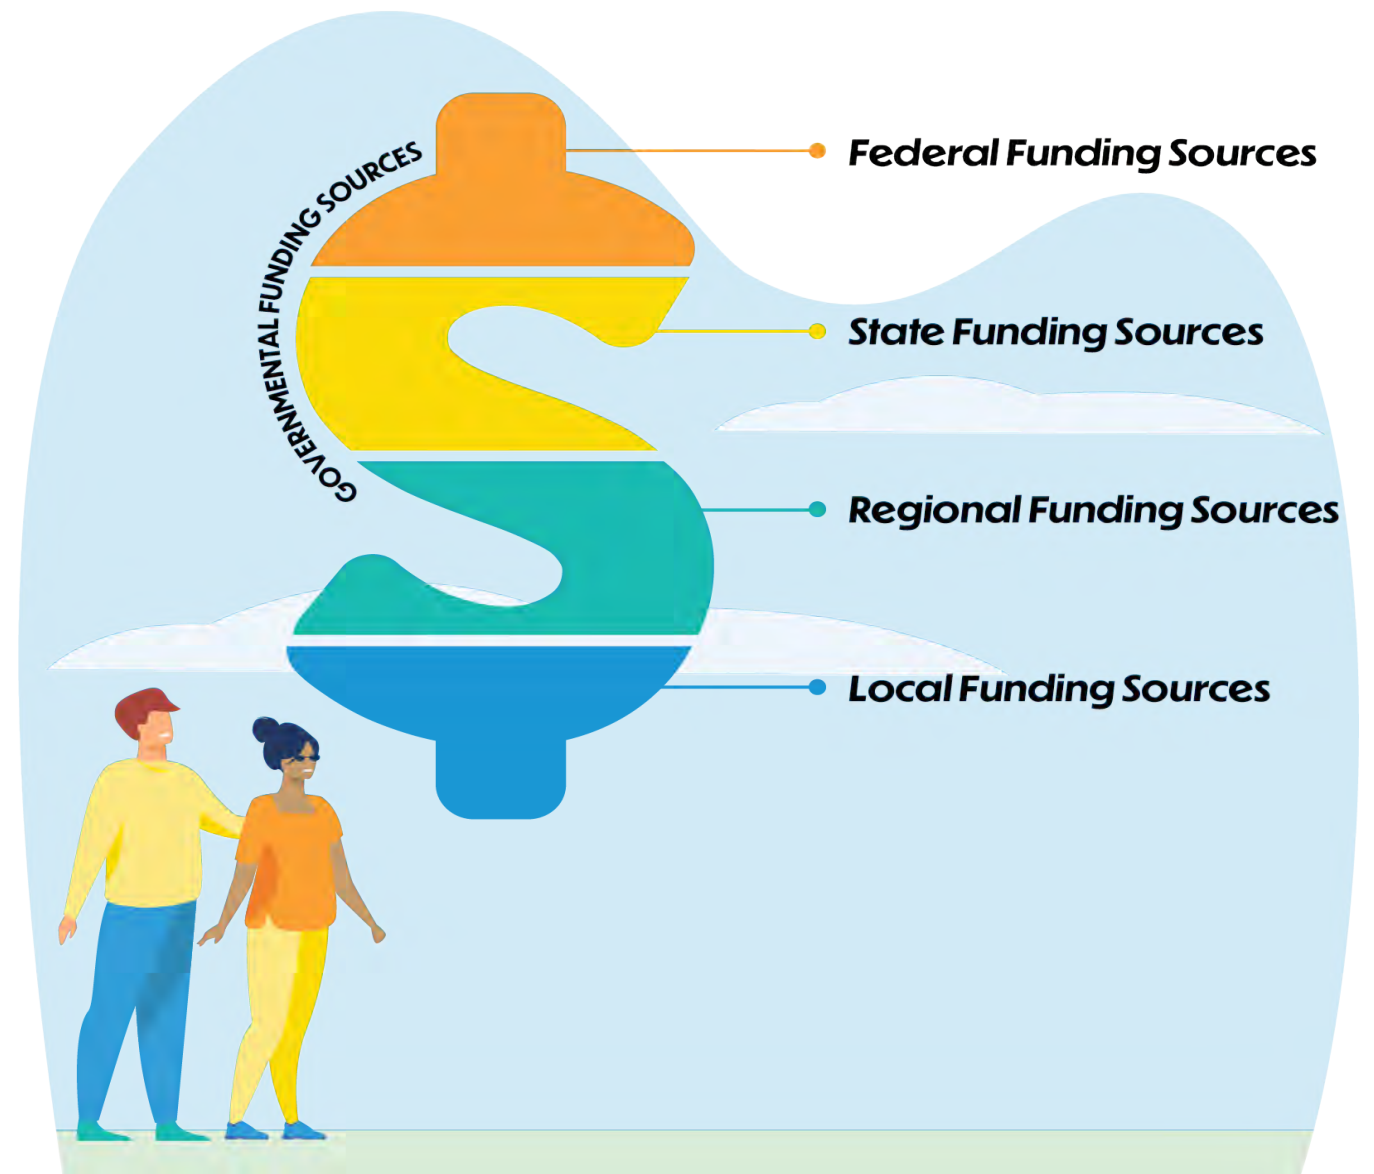 GOVERNMENTAL FUNDING SOURCES
Federal Funding Sources
State Funding Sources
Regional Funding Sources
Local Funding Sources